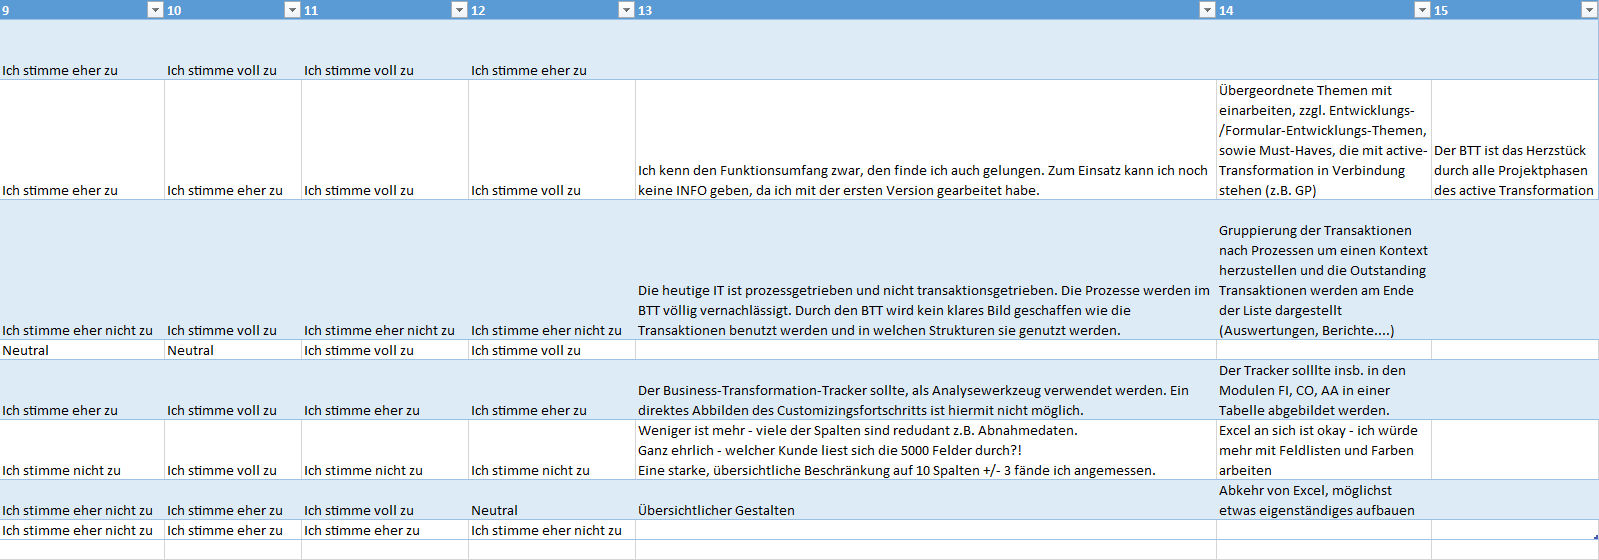 9 10 11 12 13 14 15
Ich stimme eher zu Ich stimme voll zu Ich stimme voll zu Ich stimme eher zu
Übergeordnete Themen mit
einarbeiten, zzgl. Entwicklungs-
/Formular-Entwicklungs-Themen,
sowie Must-Haves, die mit active-
Transformation in Verbindung
stehen (z.B. GP)
Der BTT ist das Herzstück
durch alle Projektphasen
des active Transformation
Ich kenn den Funktionsumfang zwar, den finde ich auch gelungen. Zum Einsatz kann ich noch
keine INFO geben, da ich mit der ersten Version gearbeitet habe.
Ich stimme eher zu Ich stimme eher zu Ich stimme voll zu Ich stimme voll zu
Gruppierung der Transaktionen
nach Prozessen um einen Kontext
herzustellen und die Outstanding
Transaktionen werden am Ende
der Liste dargestellt
(Auswertungen, Berichte....)
Die heutige IT ist prozessgetrieben und nicht transaktionsgetrieben. Die Prozesse werden im
BTT völlig vernachlässigt. Durch den BTT wird kein klares Bild geschaffen wie die
Transaktionen benutzt werden und in welchen Strukturen sie genutzt werden.
Ich stimme eher nicht zu Ich stimme voll zu Ich stimme eher nicht zu Ich stimme eher nicht zu
Neutral Neutral Ich stimme voll zu Ich stimme voll zu
Der Tracker solllte insb. in den
Modulen FI, CO, AA in einer
Tabelle abgebildet werden.
Der Business-Transformation-Tracker sollte, als Analysewerkzeug verwendet werden. Ein
direktes Abbilden des Customizingsfortschritts ist hiermit nicht möglich.
Ich stimme eher zu Ich stimme voll zu Ich stimme eher zu Ich stimme eher zu
Weniger ist mehr - viele der Spalten sind redudant z.B. Abnahmedaten.
Ganz ehrlich - welcher Kunde liest sich die 5000 Felder durch?!
Eine starke, übersichtliche Beschränkung auf 10 Spalten +/- 3 fände ich angemessen.
Excel an sich ist okay - ich würde
mehr mit Feldlisten und Farben
arbeiten
Ich stimme nicht zu Ich stimme voll zu Ich stimme nicht zu Ich stimme nicht zu
Abkehr von Excel, möglichst
etwas eigenständiges aufbauen
Ich stimme eher nicht zu Ich stimme eher zu Ich stimme voll zu Neutral Übersichtlicher Gestalten
Ich stimme eher nicht zu Ich stimme eher zu Ich stimme eher zu Ich stimme eher nicht zu